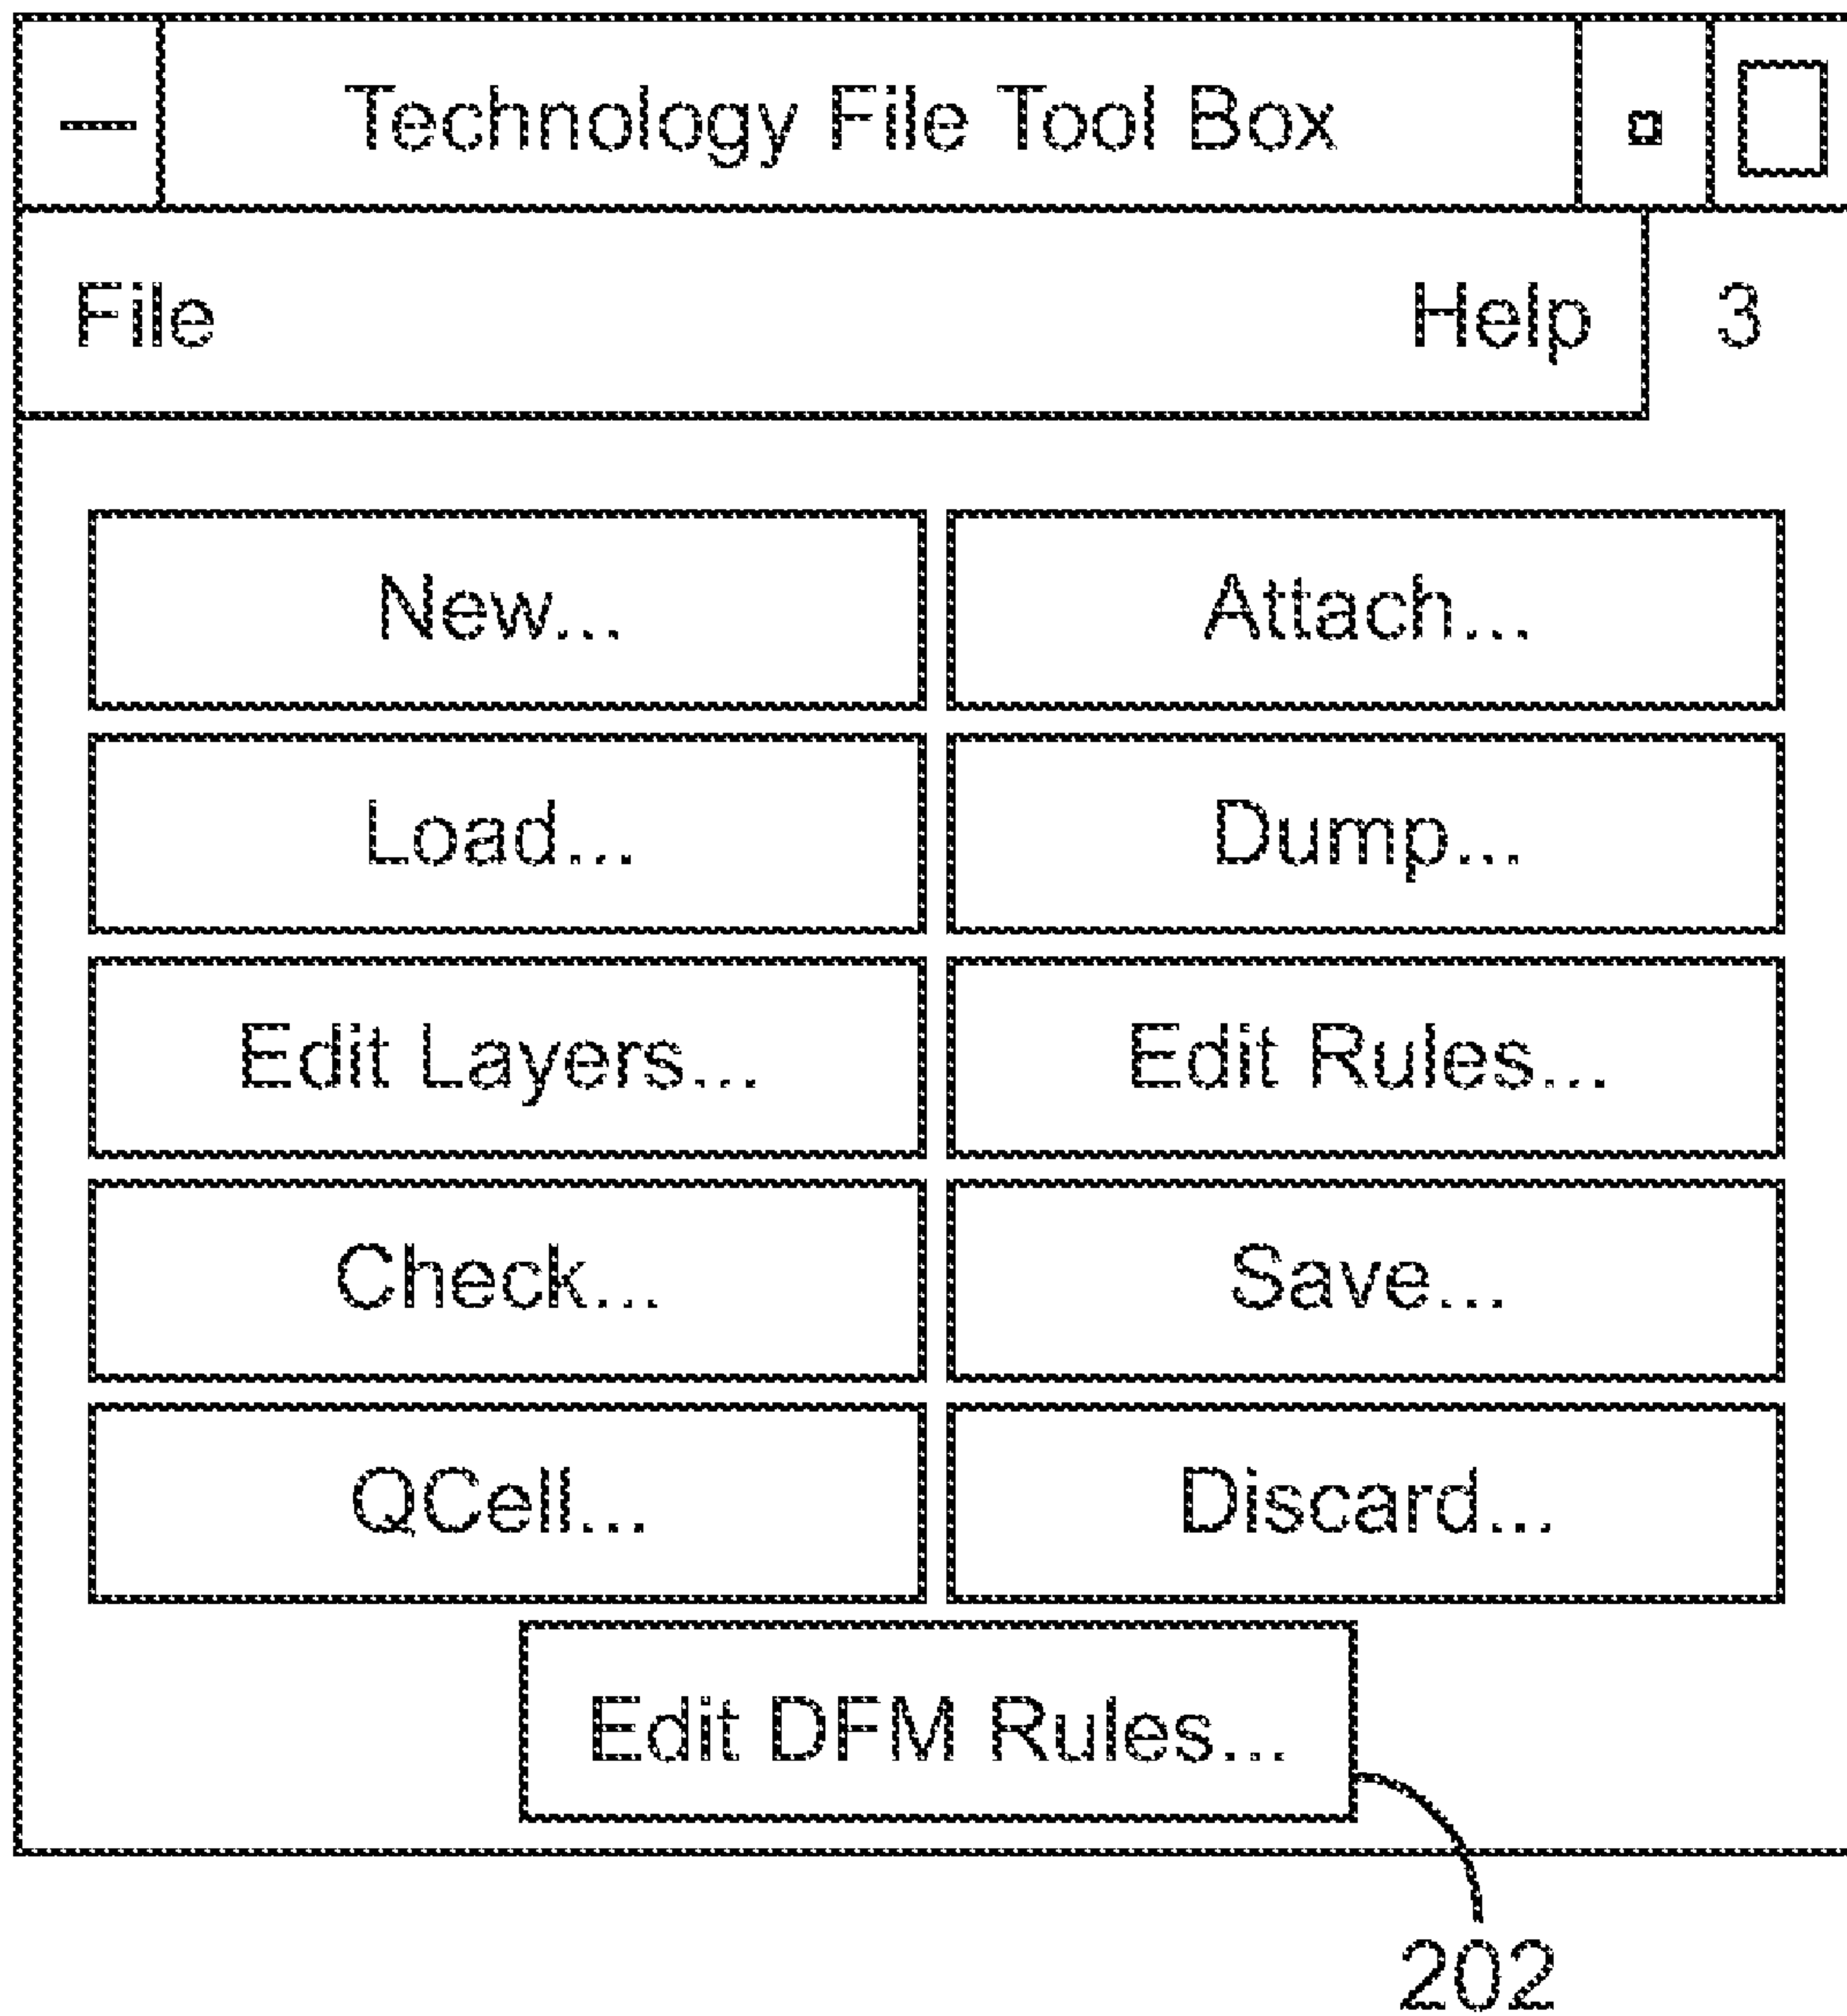 Technology File Tool Box
File Help 3
New... Attach...
Load... Dump...
Edit Layers... Edit Rules...
Check... Save...
QCell... Discard...
Edit DFM Rules...
202